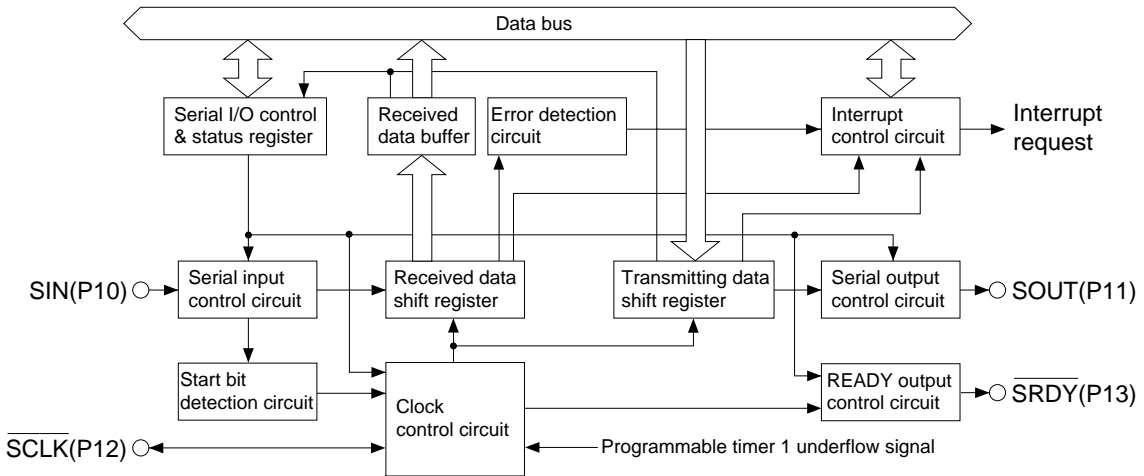 Data bus
Serial I/O control
& status register
Received
data buffer
Error detection
circuit
Interrupt
control circuit
Interrupt
request
SIN(P10)
Serial input
control circuit
Received data
shift register
Transmitting data
shift register
Serial output
control circuit
SOUT(P11)
Start bit
detection circuit
Clock
control circuit
READY output
control circuit
SRDY(P13)
SCLK(P12)
Programmable timer 1 underflow signal